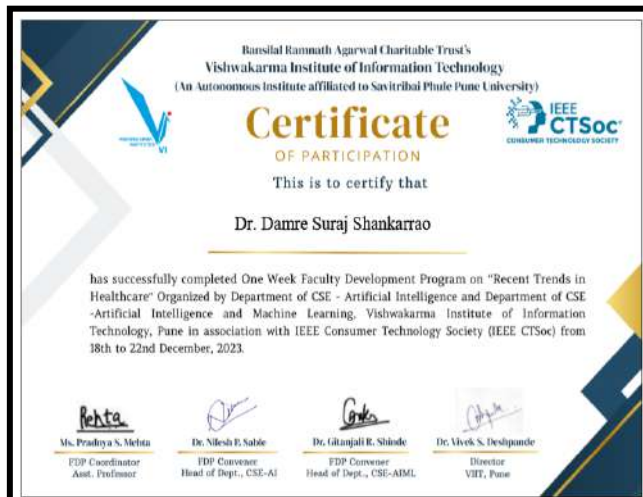 Bansilal Ramnath Agarwal Charitable Trust's
Vishwakarma Institute of Information Technology
(An Autonomous Institute affiliated to Savitribai Phule Pune University)
VI
IEEE
CTSoc
CONSUMER TECHNOLOGY SOCIETY
Certificate
OF PARTICIPATION
This is to certify that
Dr. Damre Suraj Shankarrao
has successfully completed One Week Faculty Development Program on "Recent Trends in
Healthcare" Organized by Department of CSE - Artificial Intelligence and Department of CSE
-Artificial Intelligence and Machine Learning, Vishwakarma Institute of Information
Technology, Pune in association with IEEE Consumer Technology Society (IEEE CTSoc) from
18th to 22nd December, 2023.
Ms. Pradnya S. Mehta
FDP Coordinator
Asst. Professor
Dr. Nilesh P. Sable
FDP Convener
Head of Dept., CSE-AI
Dr. Gitanjali R. Shinde
FDP Convener
Head of Dept., CSE-AIML
Dr. Vivek S. Deshpande
Director
VIIT, Pune